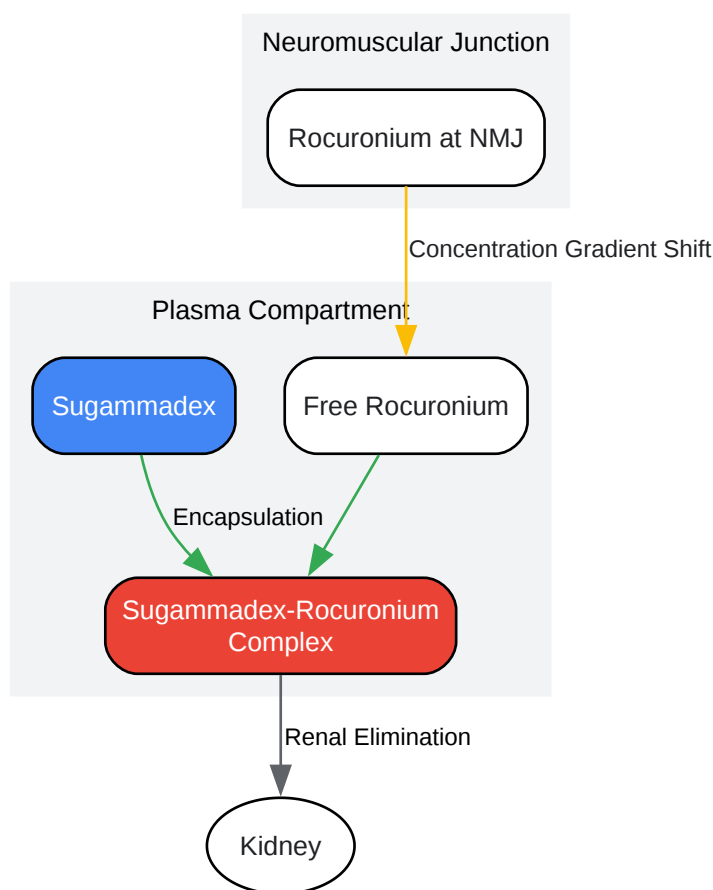 Neuromuscular Junction
Rocuronium at NMJ
Concentration Gradient Shift
Plasma Compartment
Sugammadex
Free Rocuronium
Encapsulation
Sugammadex-Rocuronium
Complex
Renal Elimination
Kidney